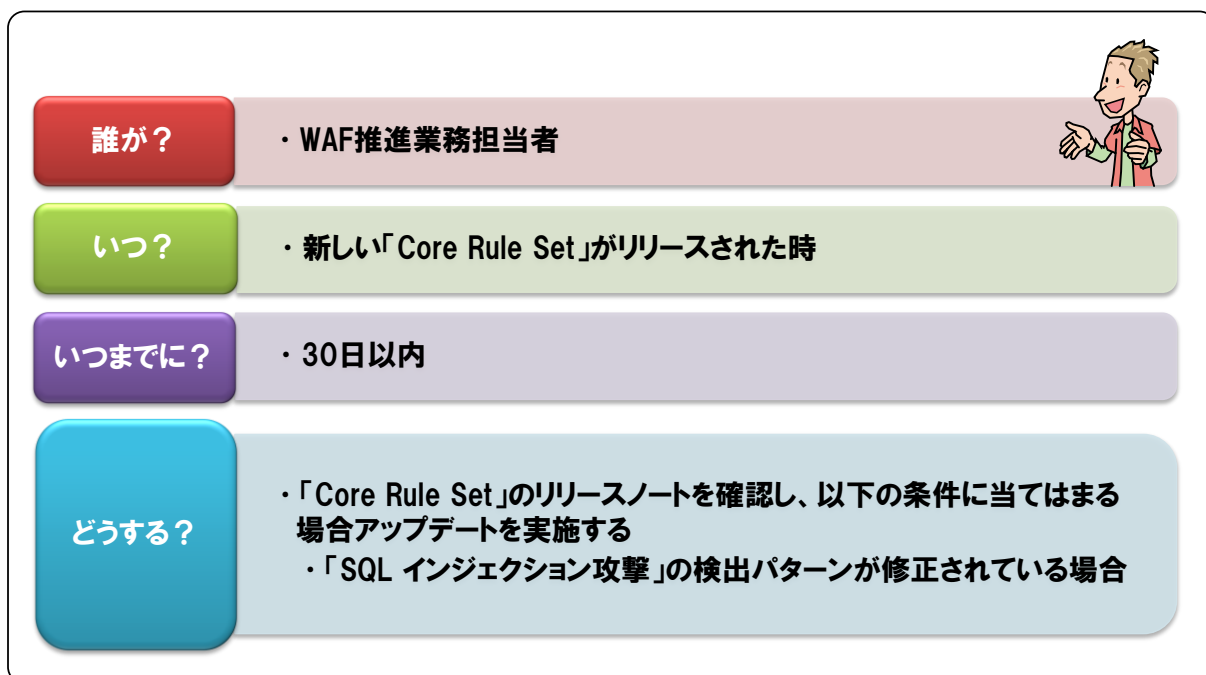 誰が？
・WAF推進業務担当者
いつ？
・新しい「Core Rule Set」がリリースされた時
いつまでに？
・30日以内
どうする？
・「Core Rule Set」のリリースノートを確認し、以下の条件に当てはまる
場合アップデートを実施する
・「SQL インジェクション攻撃」の検出パターンが修正されている場合